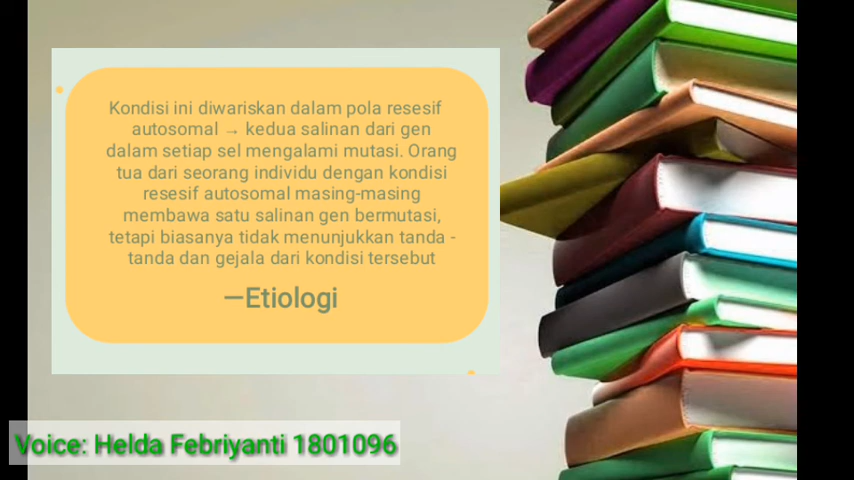 Kondisi ini diwariskan dalam pola resesif
autosomal → kedua salinan dari gen
dalam setiap sel mengalami mutasi. Orang
tua dari seorang individu dengan kondisi
resesif autosomal masing-masing
membawa satu salinan gen bermutasi,
tetapi biasanya tidak menunjukkan tanda -
tanda dan gejala dari kondisi tersebut
—Etiologi
Voice: Helda Febriyanti 1801096